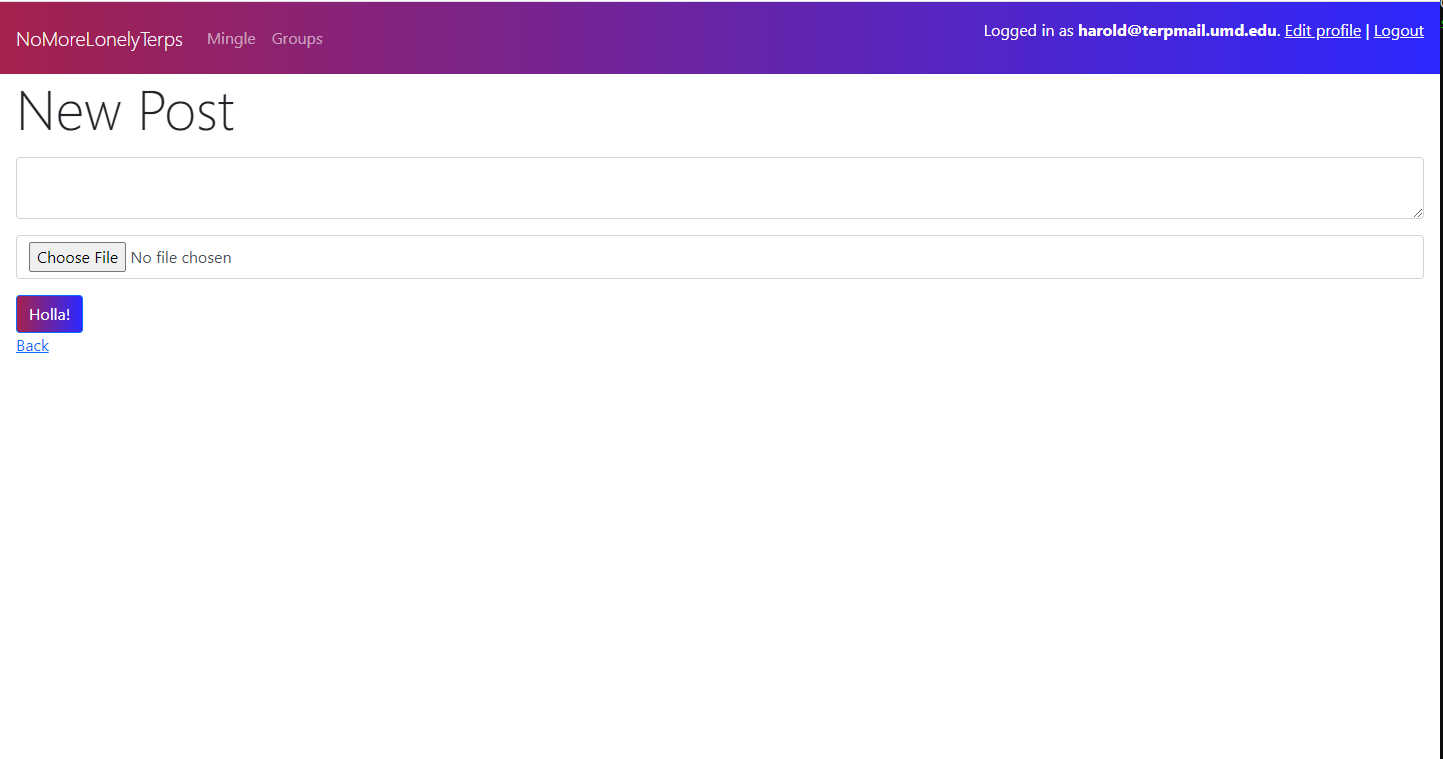 NoMoreLonelyTerps Mingle Groups Logged in as harold@terpmail.umd.edu. Edit profile | Logout
New Post
Choose File No file chosen
Holla!
Back